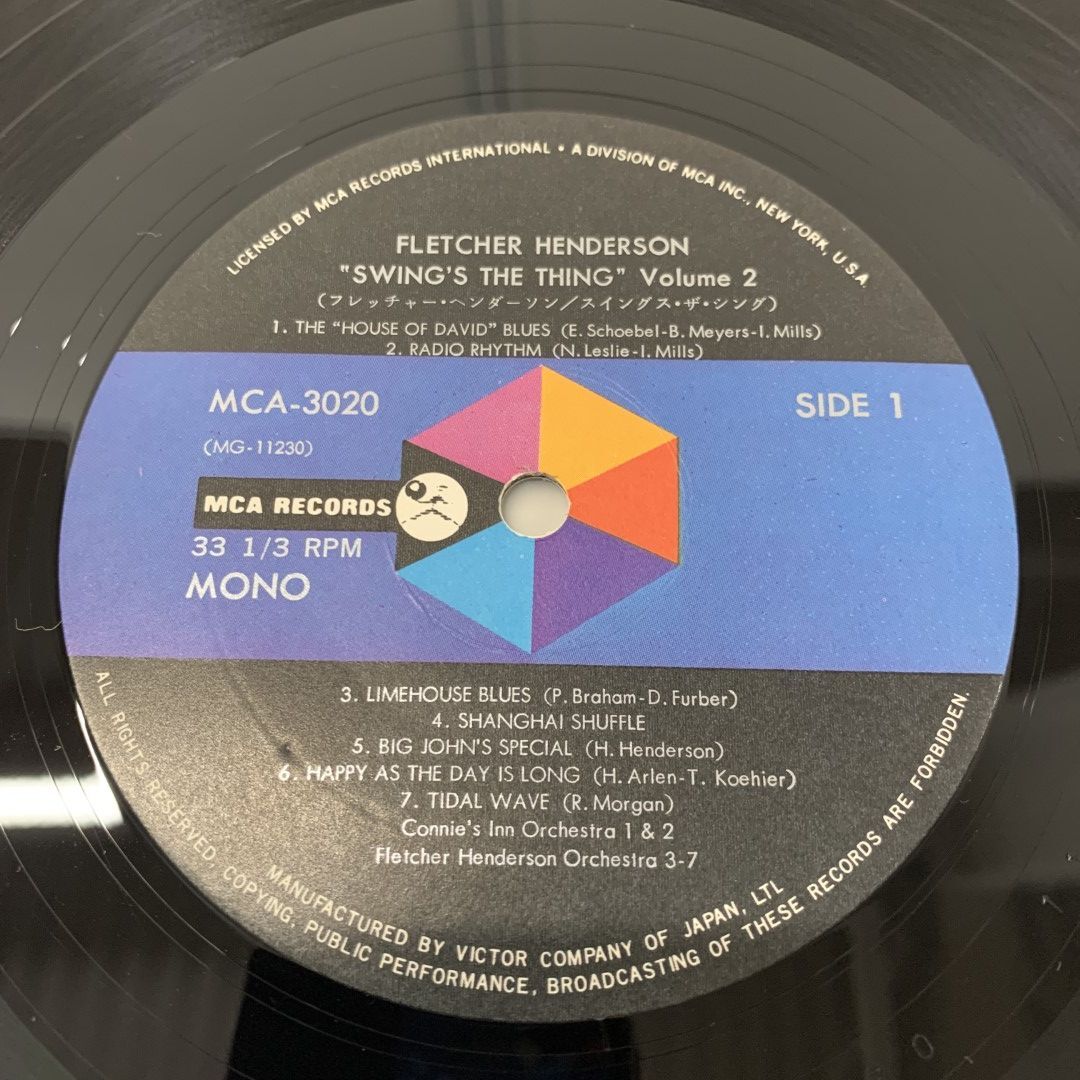 LICENSED BY MCA RECORDS INTERNATIONAL • A DIVISION OF MCA INC., NEW YORK, U.S.A.
FLETCHER HENDERSON
"SWING'S THE THING" Volume 2
(フレッチャー・ヘンダーソン/スイングス・ザ・シング)
1. THE "HOUSE OF DAVID" BLUES (E. Schoebel-B. Meyers-I. Mills)
2. RADIO RHYTHM (N. Leslie-I. Mills)
MCA-3020
SIDE 1
(MG-11230)
MCA RECORDS
33 1/3 RPM
MONO
3. LIMEHOUSE BLUES (P. Braham-D. Furber)
4. SHANGHAI SHUFFLE
5. BIG JOHN'S SPECIAL (H. Henderson)
6. HAPPY AS THE DAY IS LONG (H. Arlen-T. Koehier)
7. TIDAL WAVE (R. Morgan)
Connie's Inn Orchestra 1 & 2
Fletcher Henderson Orchestra 3-7
MANUFACTURED BY VICTOR COMPANY OF JAPAN, LTL
ALL RIGHTS RESERVED. COPYING, PUBLIC PERFORMANCE, BROADCASTING OF THESE RECORDS ARE FORBIDDEN.